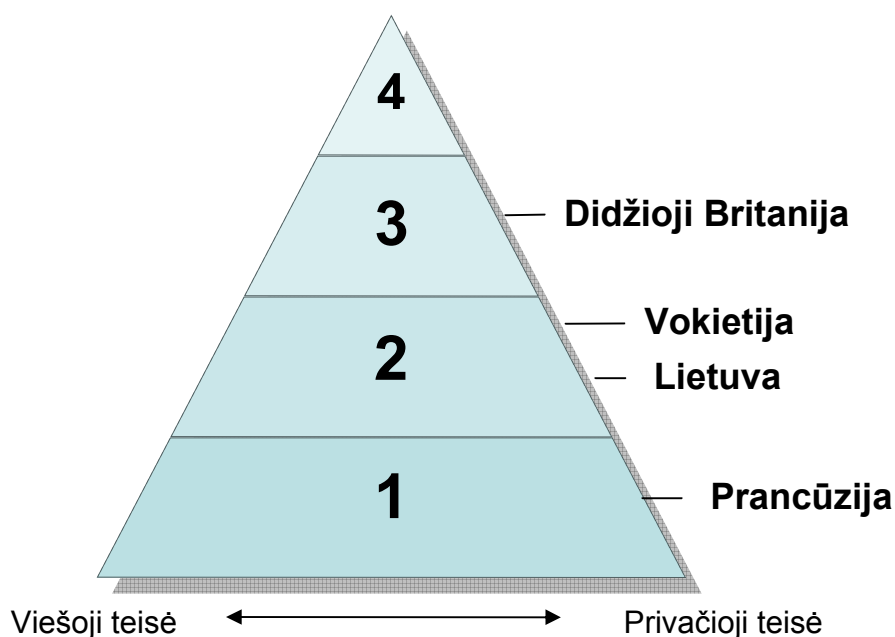 4
3
Didžioji Britanija
Vokietija
2
Lietuva
1
Prancūzija
Viešoji teisė
Privačioji teisė